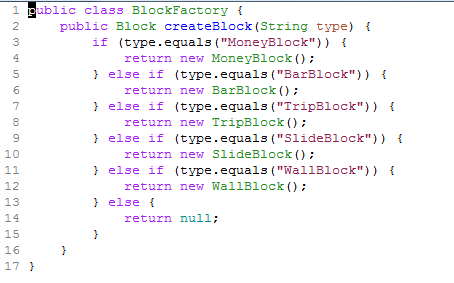 1 public class BlockFactory {
2     public Block createBlock(String type) {
3         if (type.equals("MoneyBlock")) {
4             return new MoneyBlock();
5         } else if (type.equals("BarBlock")) {
6             return new BarBlock();
7         } else if (type.equals("TripBlock")) {
8             return new TripBlock();
9         } else if (type.equals("SlideBlock")) {
10             return new SlideBlock();
11         } else if (type.equals("WallBlock")) {
12             return new WallBlock();
13         } else {
14             return null;
15         }
16     }
17 }